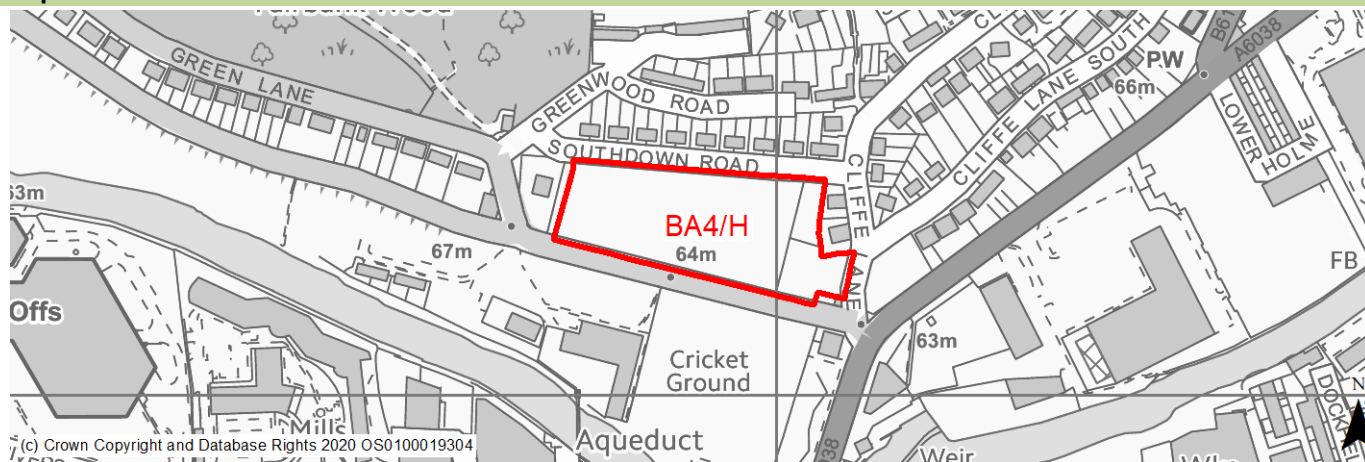 GREEN LANE
GREENWOOD ROAD
SOUTHDOWN ROAD
CLIFFE LANE
CLIFFE LANE SOUTH
PW
66m
A6038
LOWER HOLME
63m
67m
BA4/H
64m
FB
Offs
63m
Cricket
Ground
N
Mills
Aqueduct
Weir
(c) Crown Copyright and Database Rights 2020 OS0100019304